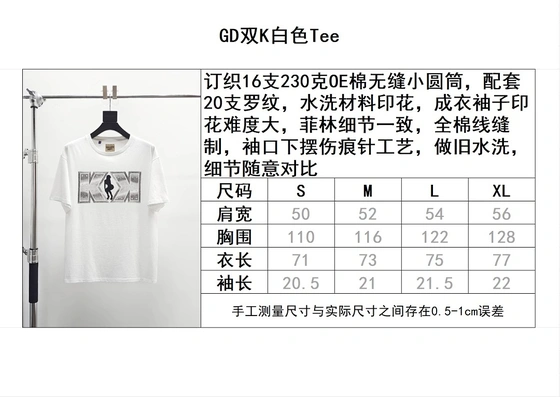 GD双K白色Tee
订织16支230克OE棉无缝小圆筒，配套
20支罗纹，水洗材料印花，成衣袖子印
花难度大，菲林细节一致，全棉线缝
制，袖口下摆伤痕针工艺，做旧水洗，
细节随意对比
尺码 S M L XL
肩宽 50 52 54 56
胸围 110 116 122 128
衣长 71 73 75 77
袖长 20.5 21 21.5 22
手工测量尺寸与实际尺寸之间存在0.5-1cm误差